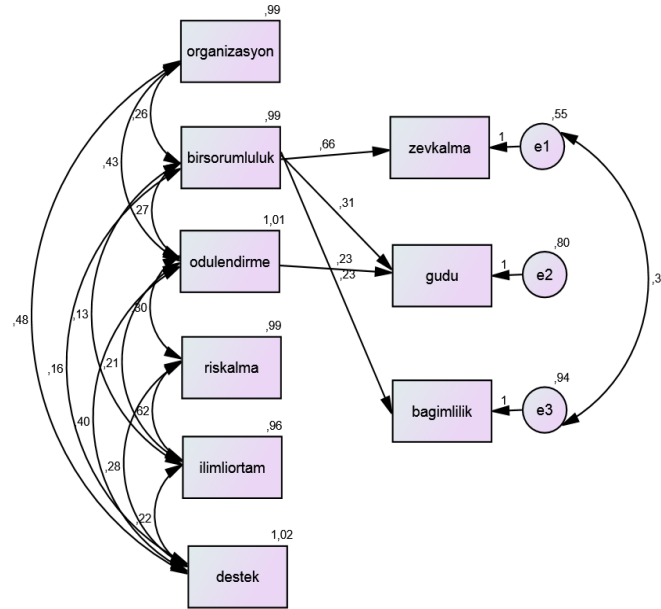 ,99
organizasyon
,26
,99
,43
birsorumluluk
,66
zevkalma
1
,55
e1
,27
,31
1,01
odulendirme
,23
,23
gudu
1
,80
e2
,3
,48
,13
,30
,99
,16
,21
riskalma
,62
,40
,96
bagimlilik
1
,94
e3
,28
ilimliortam
,22
1,02
destek